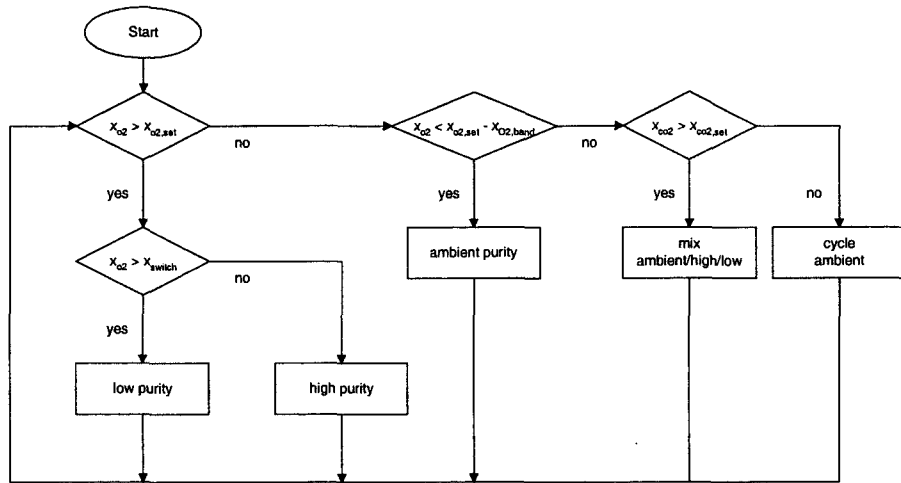 Start
x_o2 > x_o2,set
no
x_o2 < x_o2,set - x_O2,band
no
x_co2 > x_co2,set
yes
yes
yes
no
ambient purity
mix
ambient/high/low
cycle
ambient
x_o2 > x_switch
no
yes
low purity
high purity